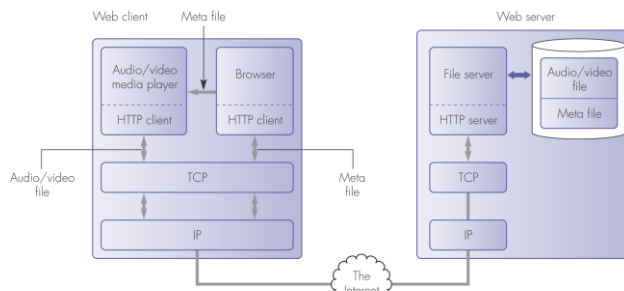 Web client
Meta file
Web server
Audio/video
media player
Browser
File server
Audio/video
file
HTTP client
HTTP client
HTTP server
Meta file
Audio/video
file
TCP
Meta
file
TCP
IP
IP
The
Internet